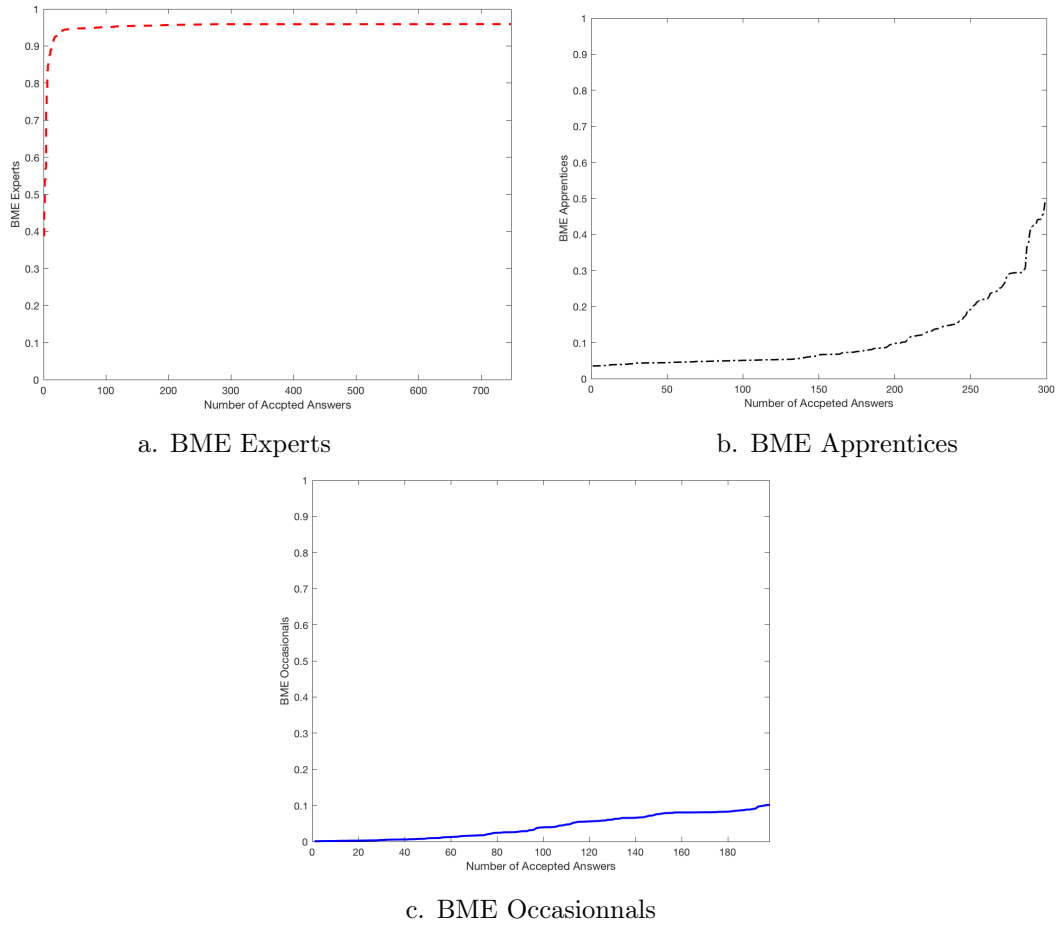 1
0.9
0.8
0.7
0.6
0.5
0.4
0.3
0.2
0.1
0
BME Experts
0 100 200 300 400 500 600 700
Number of Accpted Answers
a. BME Experts
1
0.9
0.8
0.7
0.6
0.5
0.4
0.3
0.2
0.1
0
BME Apprentices
0 50 100 150 200 250 300
Number of Accpeted Answers
b. BME Apprentices
1
0.9
0.8
0.7
0.6
0.5
0.4
0.3
0.2
0.1
0
BME Occasionals
0 20 40 60 80 100 120 140 160 180
Number of Accepted Answers
c. BME Occasionnals